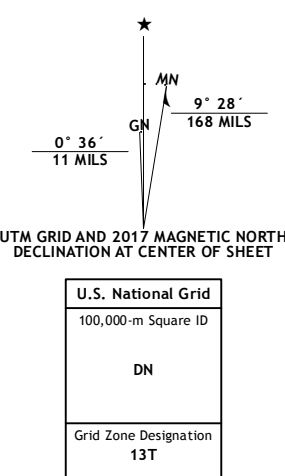 ★
MN
GN
9° 28´
168 MILS
0° 36´
11 MILS
UTM GRID AND 2017 MAGNETIC NORTH
DECLINATION AT CENTER OF SHEET
U.S. National Grid
100,000-m Square ID
DN
Grid Zone Designation
13T